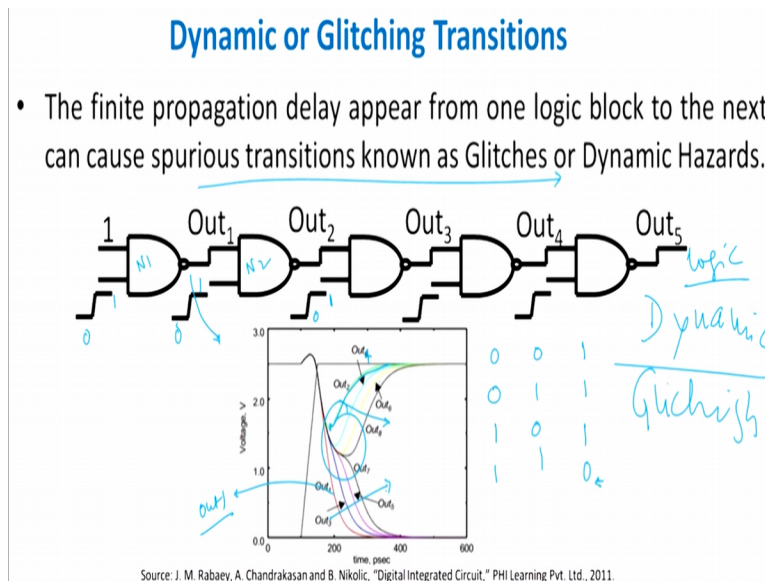 Dynamic or Glitching Transitions
• The finite propagation delay appear from one logic block to the next
can cause spurious transitions known as Glitches or Dynamic Hazards.
1 Out1 Out2 Out3 Out4 Out5
N1 N2
logic
0 1 0 0 1
Dynamic
Glichigh
3.0
2.0
1.0
0.0
Voltage, V
Out2
Out6
Out8
Out7
Out5
Out3
out1
0 200 400 600
time, psec
0 0 1
0 1 1
1 0 1
1 1 0
Source: J. M. Rabaey, A. Chandrakasan and B. Nikolic, “Digital Integrated Circuit,” PHI Learning Pvt. Ltd., 2011.